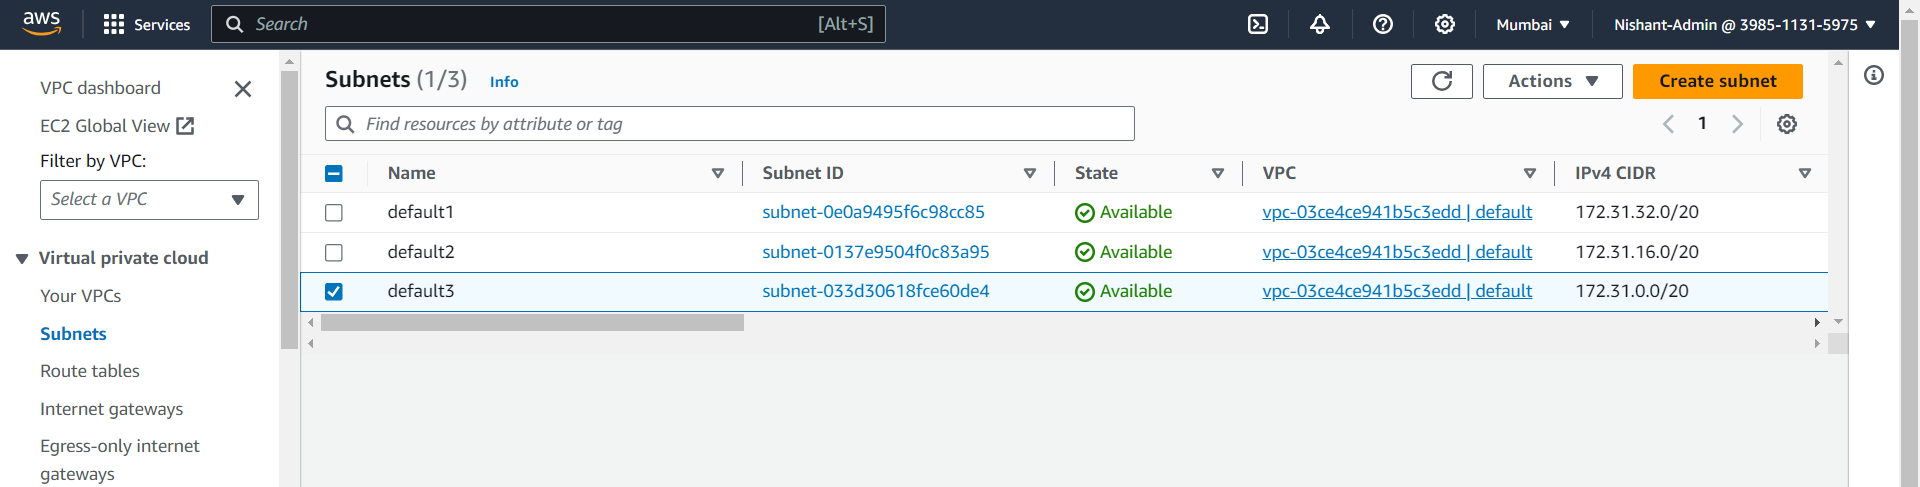 aws Services Search [Alt+S] Mumbai Nishant-Admin @ 3985-1131-5975
VPC dashboard
EC2 Global View
Filter by VPC:
Select a VPC
Virtual private cloud
Your VPCs
Subnets
Route tables
Internet gateways
Egress-only internet
gateways
Subnets (1/3) Info Actions Create subnet
Find resources by attribute or tag 1
Name Subnet ID State VPC IPv4 CIDR
default1 subnet-0e0a9495f6c98cc85 Available vpc-03ce4ce941b5c3edd | default 172.31.32.0/20
default2 subnet-0137e9504f0c83a95 Available vpc-03ce4ce941b5c3edd | default 172.31.16.0/20
default3 subnet-033d30618fce60de4 Available vpc-03ce4ce941b5c3edd | default 172.31.0.0/20